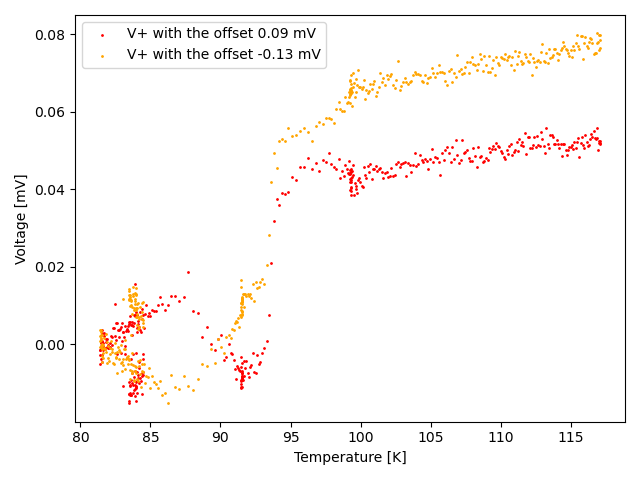 V+ with the offset 0.09 mV
V+ with the offset -0.13 mV
0.08
0.06
0.04
0.02
0.00
Voltage [mV]
80 85 90 95 100 105 110 115
Temperature [K]